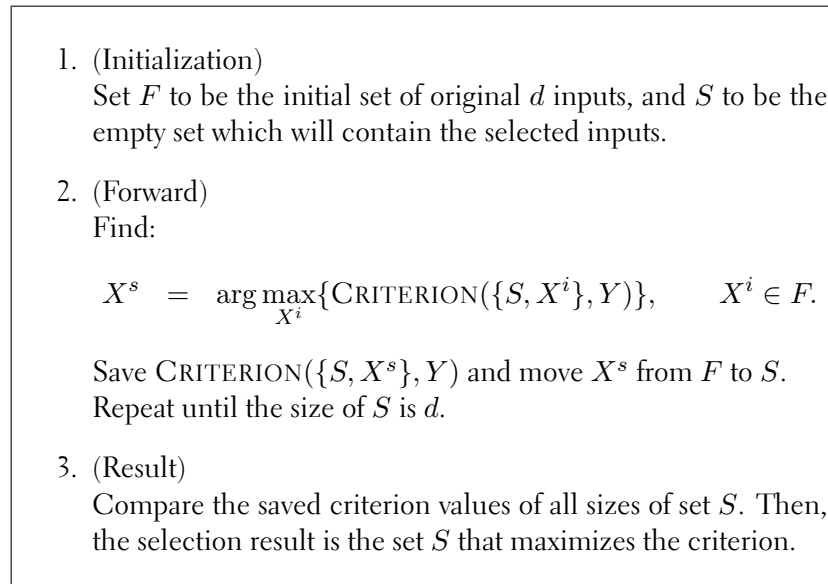 1. (Initialization)
Set F to be the initial set of original d inputs, and S to be the
empty set which will contain the selected inputs.
2. (Forward)
Find:
X^s = arg max_{X^i} {CRITERION({S, X^i}, Y)}, X^i ∈ F.
Save CRITERION({S, X^s}, Y) and move X^s from F to S.
Repeat until the size of S is d.
3. (Result)
Compare the saved criterion values of all sizes of set S. Then,
the selection result is the set S that maximizes the criterion.